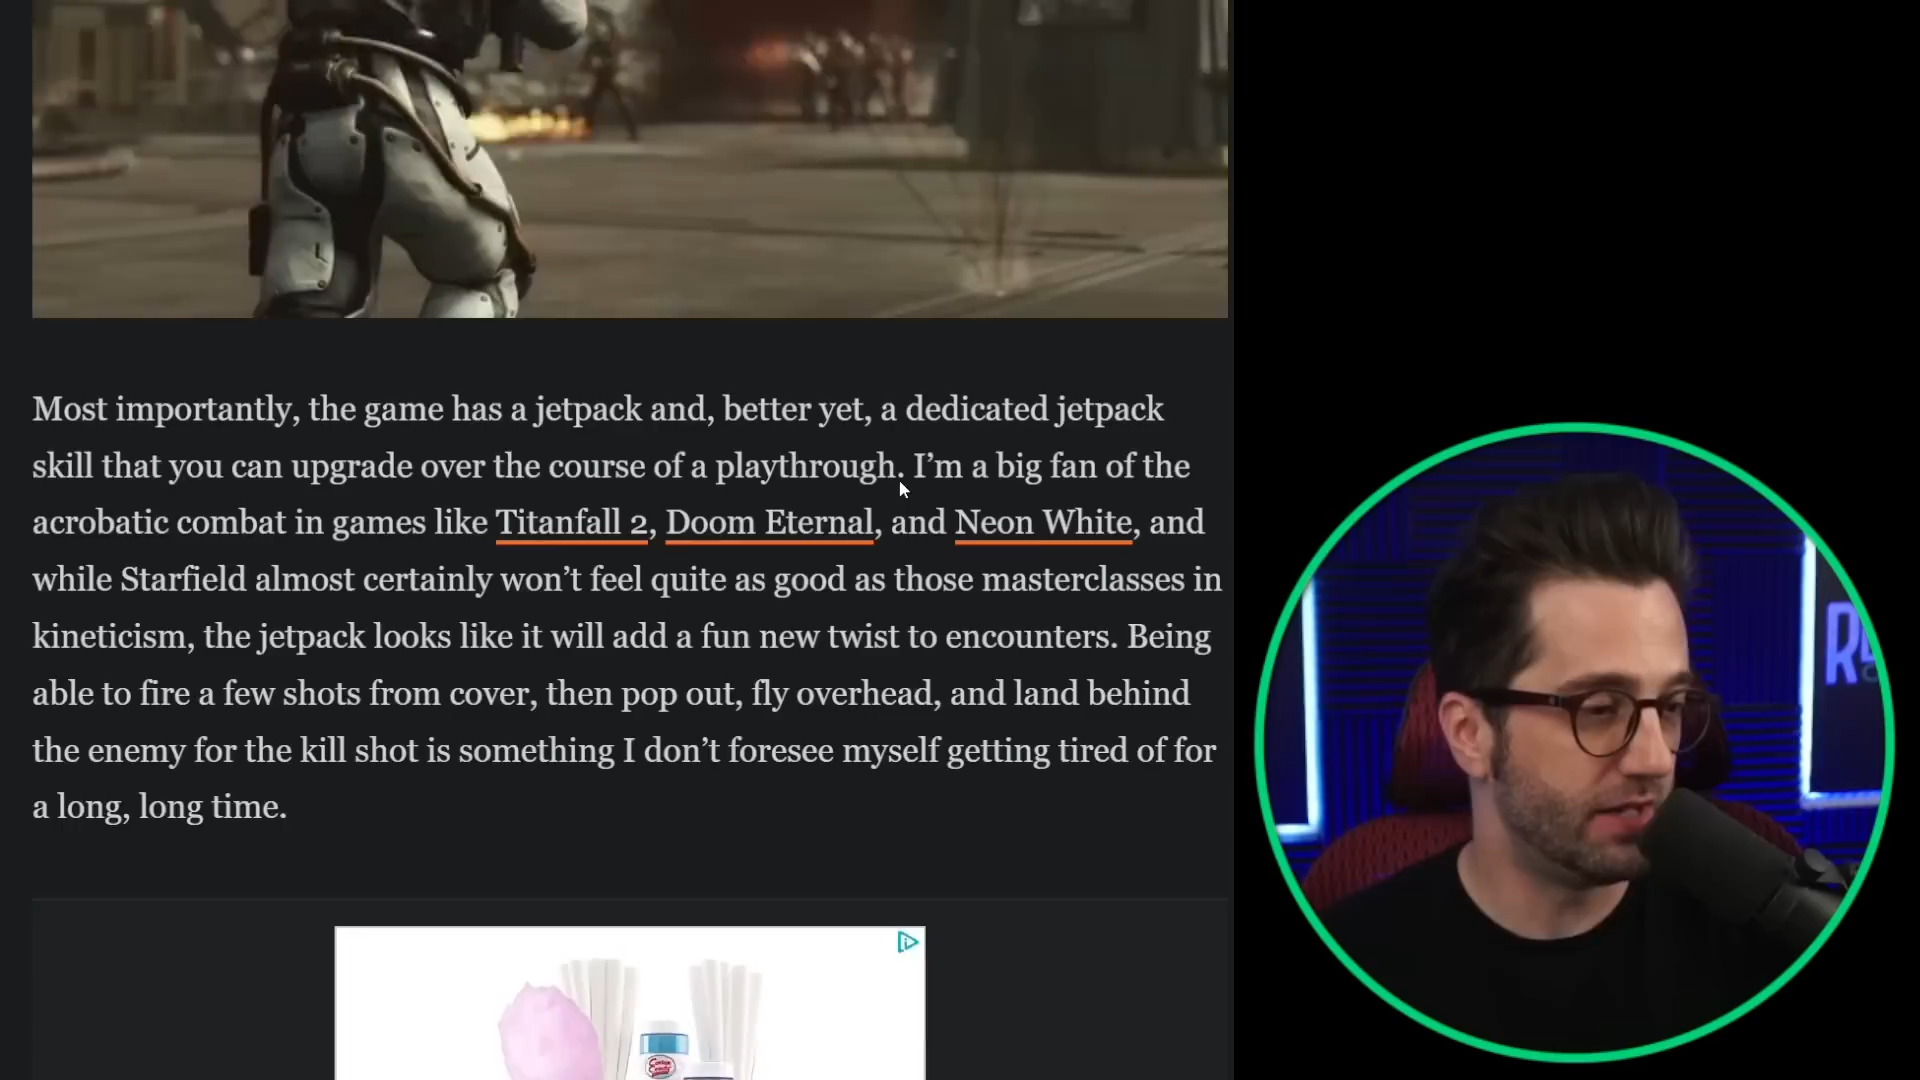 Most importantly, the game has a jetpack and, better yet, a dedicated jetpack
skill that you can upgrade over the course of a playthrough. I’m a big fan of the
acrobatic combat in games like Titanfall 2, Doom Eternal, and Neon White, and
while Starfield almost certainly won’t feel quite as good as those masterclasses in
kineticism, the jetpack looks like it will add a fun new twist to encounters. Being
able to fire a few shots from cover, then pop out, fly overhead, and land behind
the enemy for the kill shot is something I don’t foresee myself getting tired of for
a long, long time.